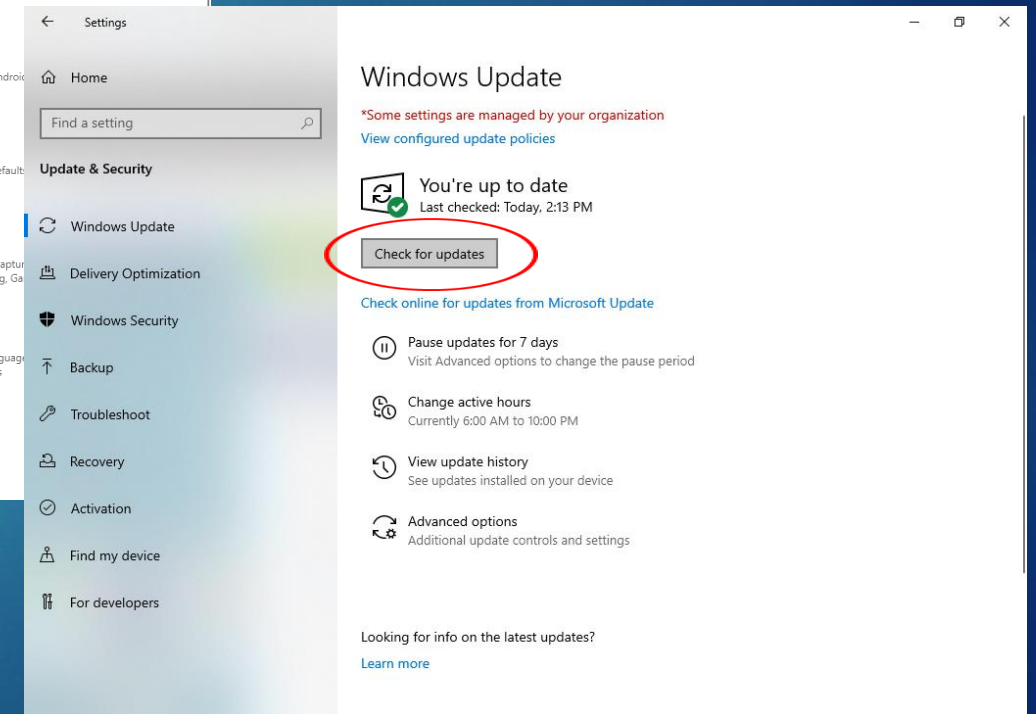 Settings
Home
Find a setting
Update & Security
Windows Update
Delivery Optimization
Windows Security
Backup
Troubleshoot
Recovery
Activation
Find my device
For developers
Windows Update
*Some settings are managed by your organization
View configured update policies
You're up to date
Last checked: Today, 2:13 PM
Check for updates
Check online for updates from Microsoft Update
Pause updates for 7 days
Visit Advanced options to change the pause period
Change active hours
Currently 6:00 AM to 10:00 PM
View update history
See updates installed on your device
Advanced options
Additional update controls and settings
Looking for info on the latest updates?
Learn more